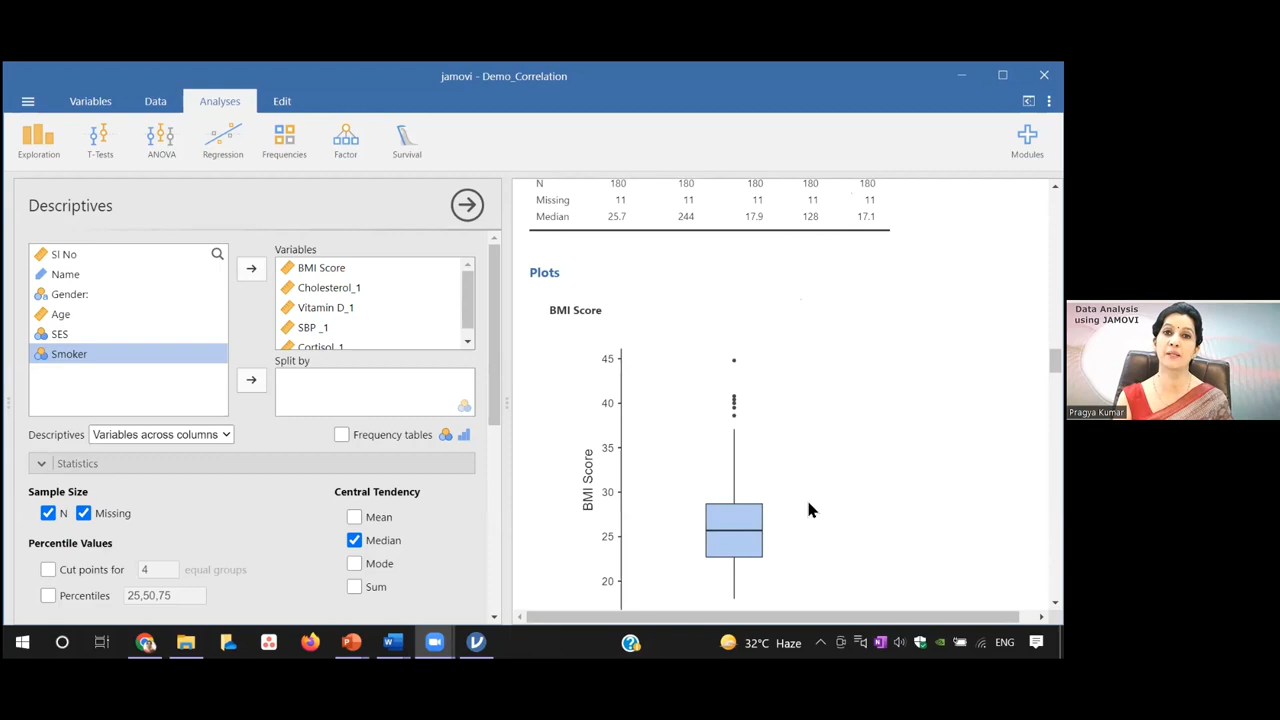 jamovi - Demo_Correlation
Variables Data Analyses Edit
Exploration T-Tests ANOVA Regression Frequencies Factor Survival Modules
Descriptives
SI No
Name
Gender:
Age
SES
Smoker
Variables
BMI Score
Cholesterol_1
Vitamin D_1
SBP _1
Cortisol 1
Split by
Descriptives Variables across columns Frequency tables
Statistics
Sample Size
N Missing
Percentile Values
Cut points for 4 equal groups
Percentiles 25,50,75
Central Tendency
Mean
Median
Mode
Sum
N 180 180 180 180 180
Missing 11 11 11 11 11
Median 25.7 244 17.9 128 17.1
Plots
BMI Score
45
40
35
30
25
20
BMI Score
Data Analysis
using JAMOVI
Pragya Kumar
32°C Haze ENG